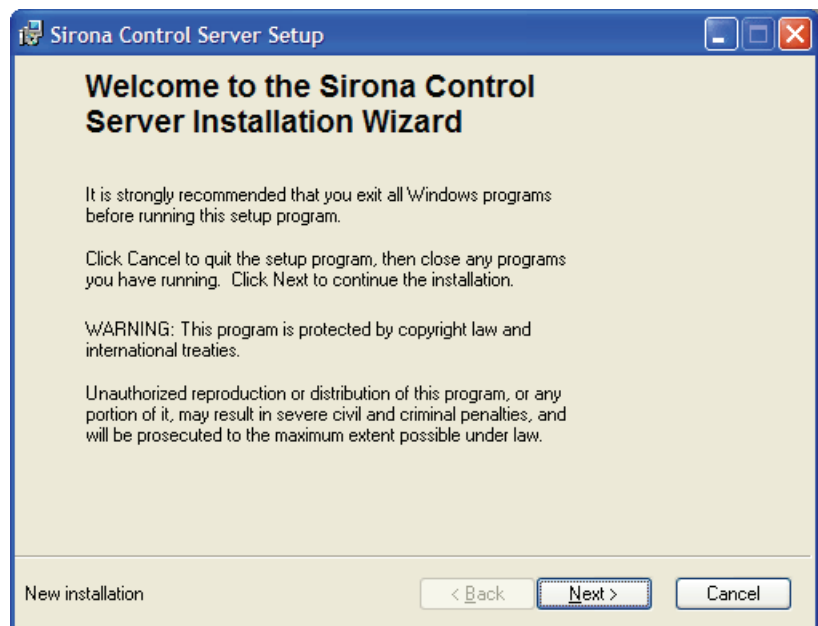 Sirona Control Server Setup
Welcome to the Sirona Control
Server Installation Wizard
It is strongly recommended that you exit all Windows programs
before running this setup program.
Click Cancel to quit the setup program, then close any programs
you have running.  Click Next to continue the installation.
WARNING: This program is protected by copyright law and
international treaties.
Unauthorized reproduction or distribution of this program, or any
portion of it, may result in severe civil and criminal penalties, and
will be prosecuted to the maximum extent possible under law.
New installation
< Back
Next >
Cancel